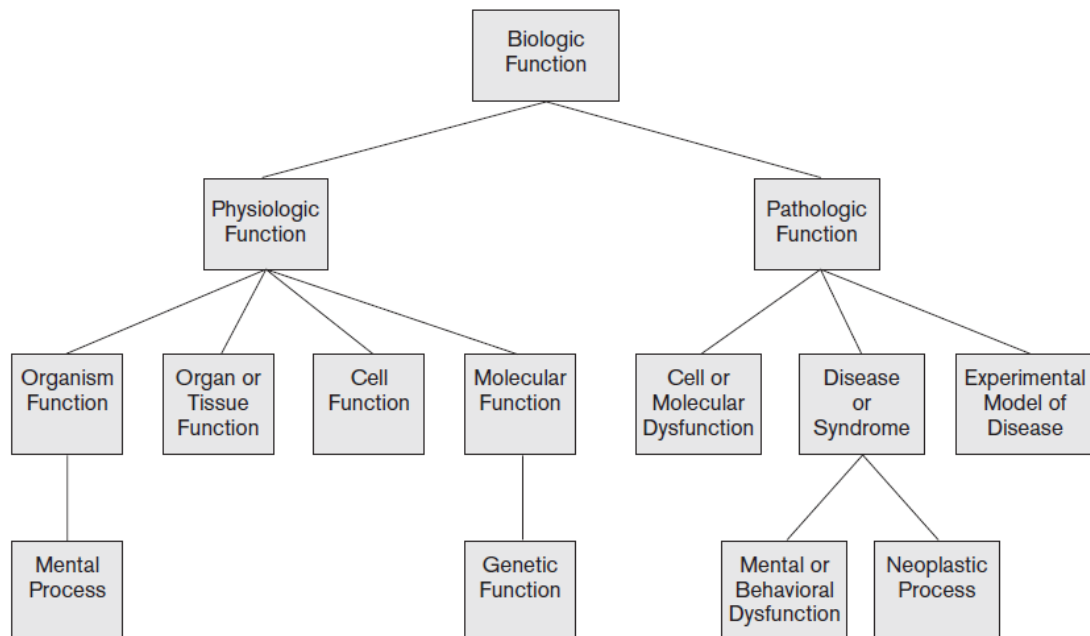 Biologic
Function
Physiologic
Function
Pathologic
Function
Organism
Function
Organ or
Tissue
Function
Cell
Function
Molecular
Function
Cell or
Molecular
Dysfunction
Disease
or
Syndrome
Experimental
Model of
Disease
Mental
Process
Genetic
Function
Mental or
Behavioral
Dysfunction
Neoplastic
Process